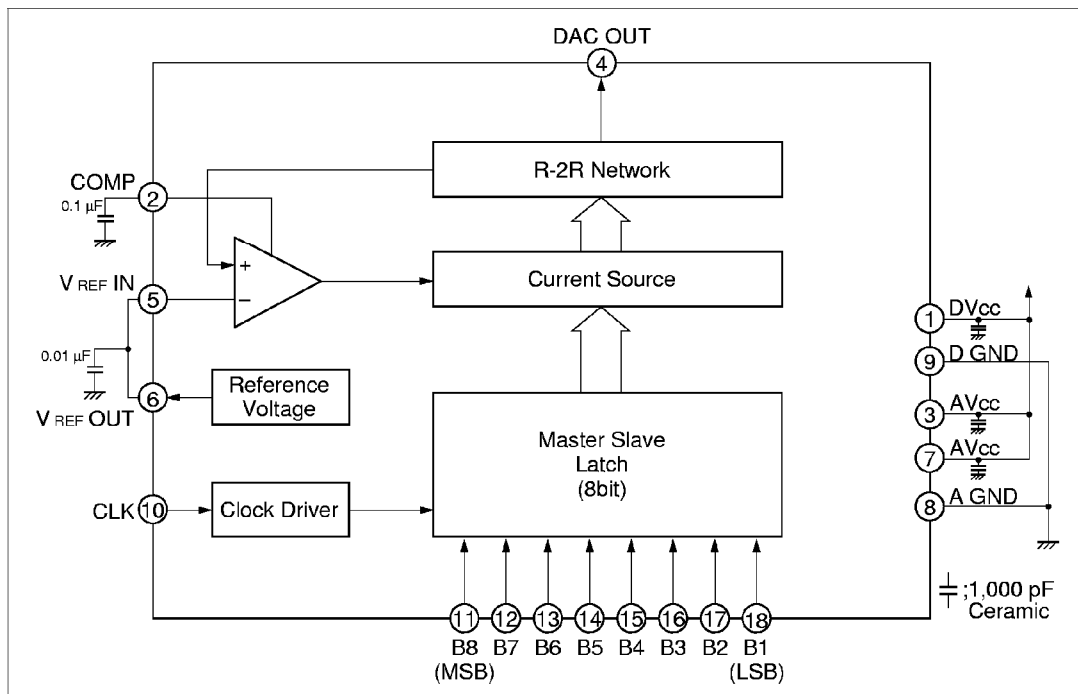 DAC OUT
4
R-2R Network
COMP
2
0.1 µF
+
−
Current Source
V REF IN
5
0.01 µF
6
V REF OUT
Reference
Voltage
Master Slave
Latch
(8bit)
CLK
10
Clock Driver
1
DVcc
9
D GND
3
AVcc
7
AVcc
8
A GND
;1,000 pF
Ceramic
11 12 13 14 15 16 17 18
B8 B7 B6 B5 B4 B3 B2 B1
(MSB) (LSB)